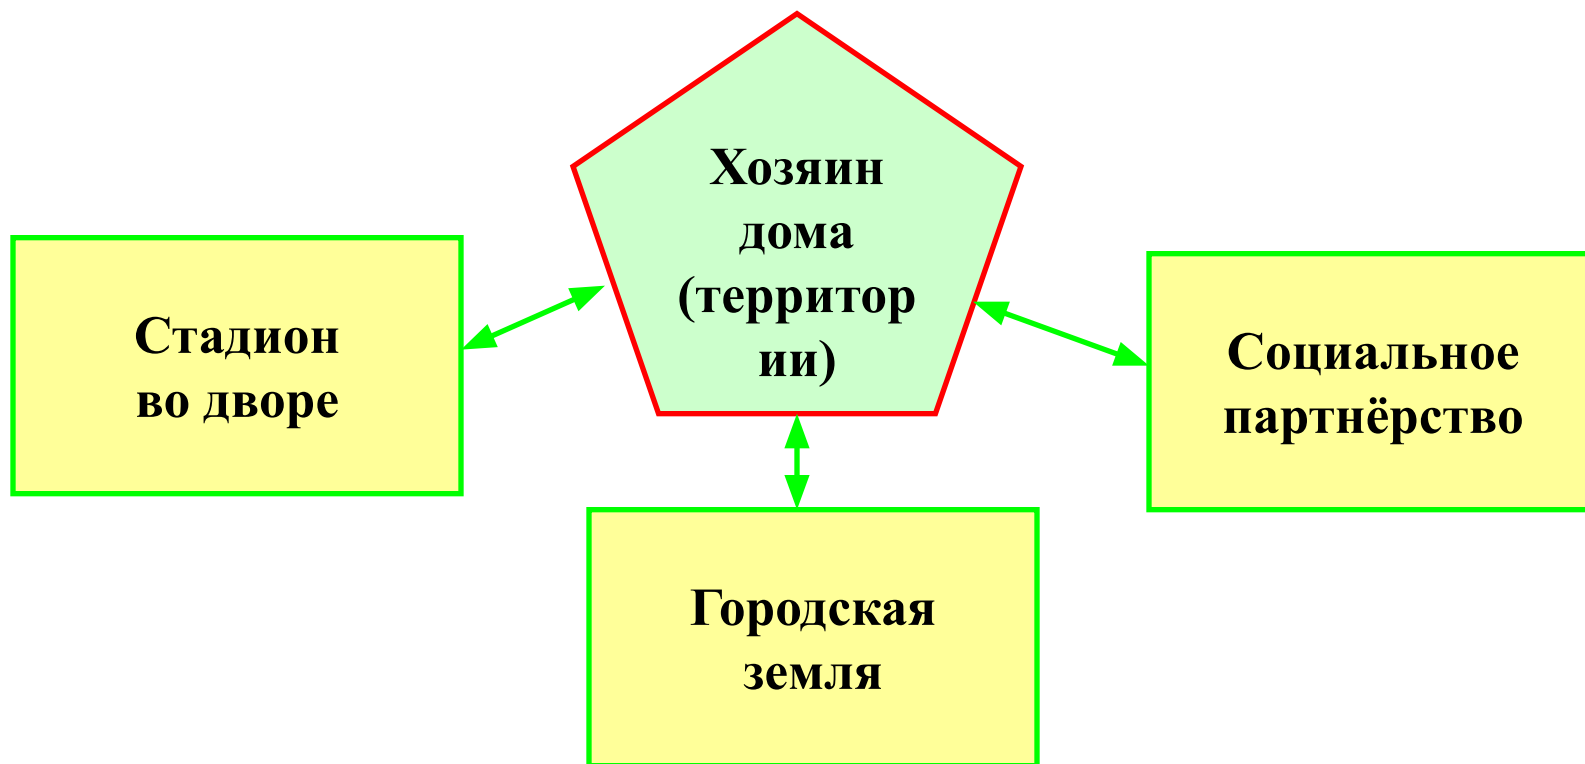 Хозяин
дома
(территор
ии)
Стадион
во дворе
Социальное
партнёрство
Городская
земля